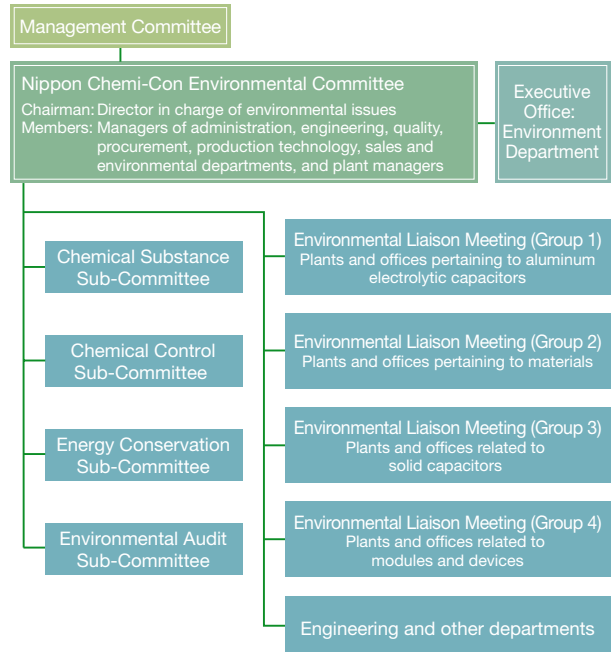 Management Committee
Nippon Chemi-Con Environmental Committee
Chairman: Director in charge of environmental issues
Members: Managers of administration, engineering, quality,
procurement, production technology, sales and
environmental departments, and plant managers
Executive
Office:
Environment
Department
Chemical Substance
Sub-Committee
Chemical Control
Sub-Committee
Energy Conservation
Sub-Committee
Environmental Audit
Sub-Committee
Environmental Liaison Meeting (Group 1)
Plants and offices pertaining to aluminum
electrolytic capacitors
Environmental Liaison Meeting (Group 2)
Plants and offices pertaining to materials
Environmental Liaison Meeting (Group 3)
Plants and offices related to
solid capacitors
Environmental Liaison Meeting (Group 4)
Plants and offices related to
modules and devices
Engineering and other departments